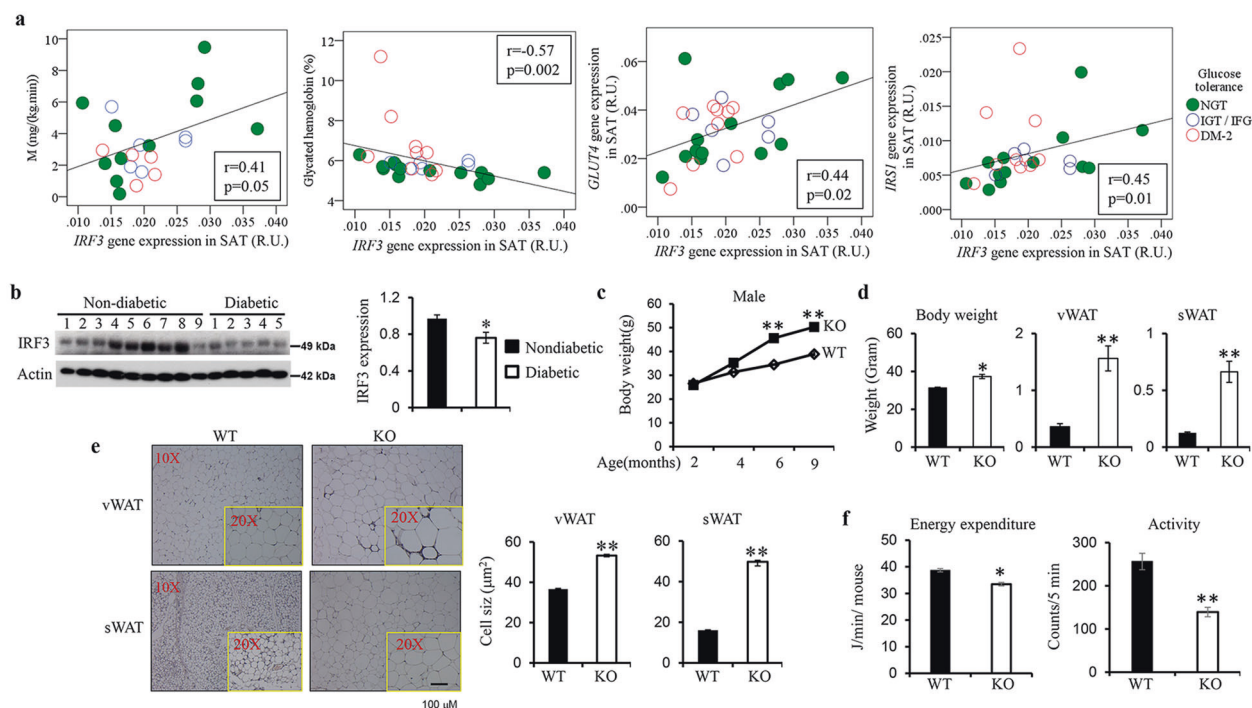 a
M (mg/(kg.min))
10
8
6
4
2
0
r=0.41
p=0.05
.010 .015 .020 .025 .030 .035 .040
IRF3 gene expression in SAT (R.U.)
Glycated hemoglobin (%)
12
10
8
6
4
r=-0.57
p=0.002
.010 .015 .020 .025 .030 .035 .040
IRF3 gene expression in SAT (R.U.)
GLUT4 gene expression
in SAT (R.U.)
.08
.06
.04
.02
.00
r=0.44
p=0.02
.010 .015 .020 .025 .030 .035 .040
IRF3 gene expression in SAT (R.U.)
IRS1 gene expression
in SAT (R.U.)
.025
.020
.015
.010
.005
.000
r=0.45
p=0.01
.010 .015 .020 .025 .030 .035 .040
IRF3 gene expression in SAT (R.U.)
Glucose
tolerance
NGT
IGT / IFG
DM-2
b
Non-diabetic Diabetic
1 2 3 4 5 6 7 8 9 1 2 3 4 5
IRF3 49 kDa
Actin 42 kDa
IRF3 expression
1.2
0.8
0.4
0
*
Nondiabetic
Diabetic
c
Male
Body weight(g)
60
50
40
30
20
10
0
** **
KO
WT
Age(months) 2 4 6 9
d
Weight (Gram)
Body weight
60
40
20
0
*
WT KO
vWAT
2
1
0
**
WT KO
sWAT
1
0.5
0
**
WT KO
e
WT KO
vWAT
10X
20X
20X
sWAT
10X
20X
20X
100 μM
Cell siz (μm²)
vWAT
60
40
20
0
**
WT KO
sWAT
60
40
20
0
**
WT KO
f
Energy expenditure
J/min/ mouse
50
40
30
20
10
0
*
WT KO
Activity
Counts/5 min
300
200
150
100
0
**
WT KO